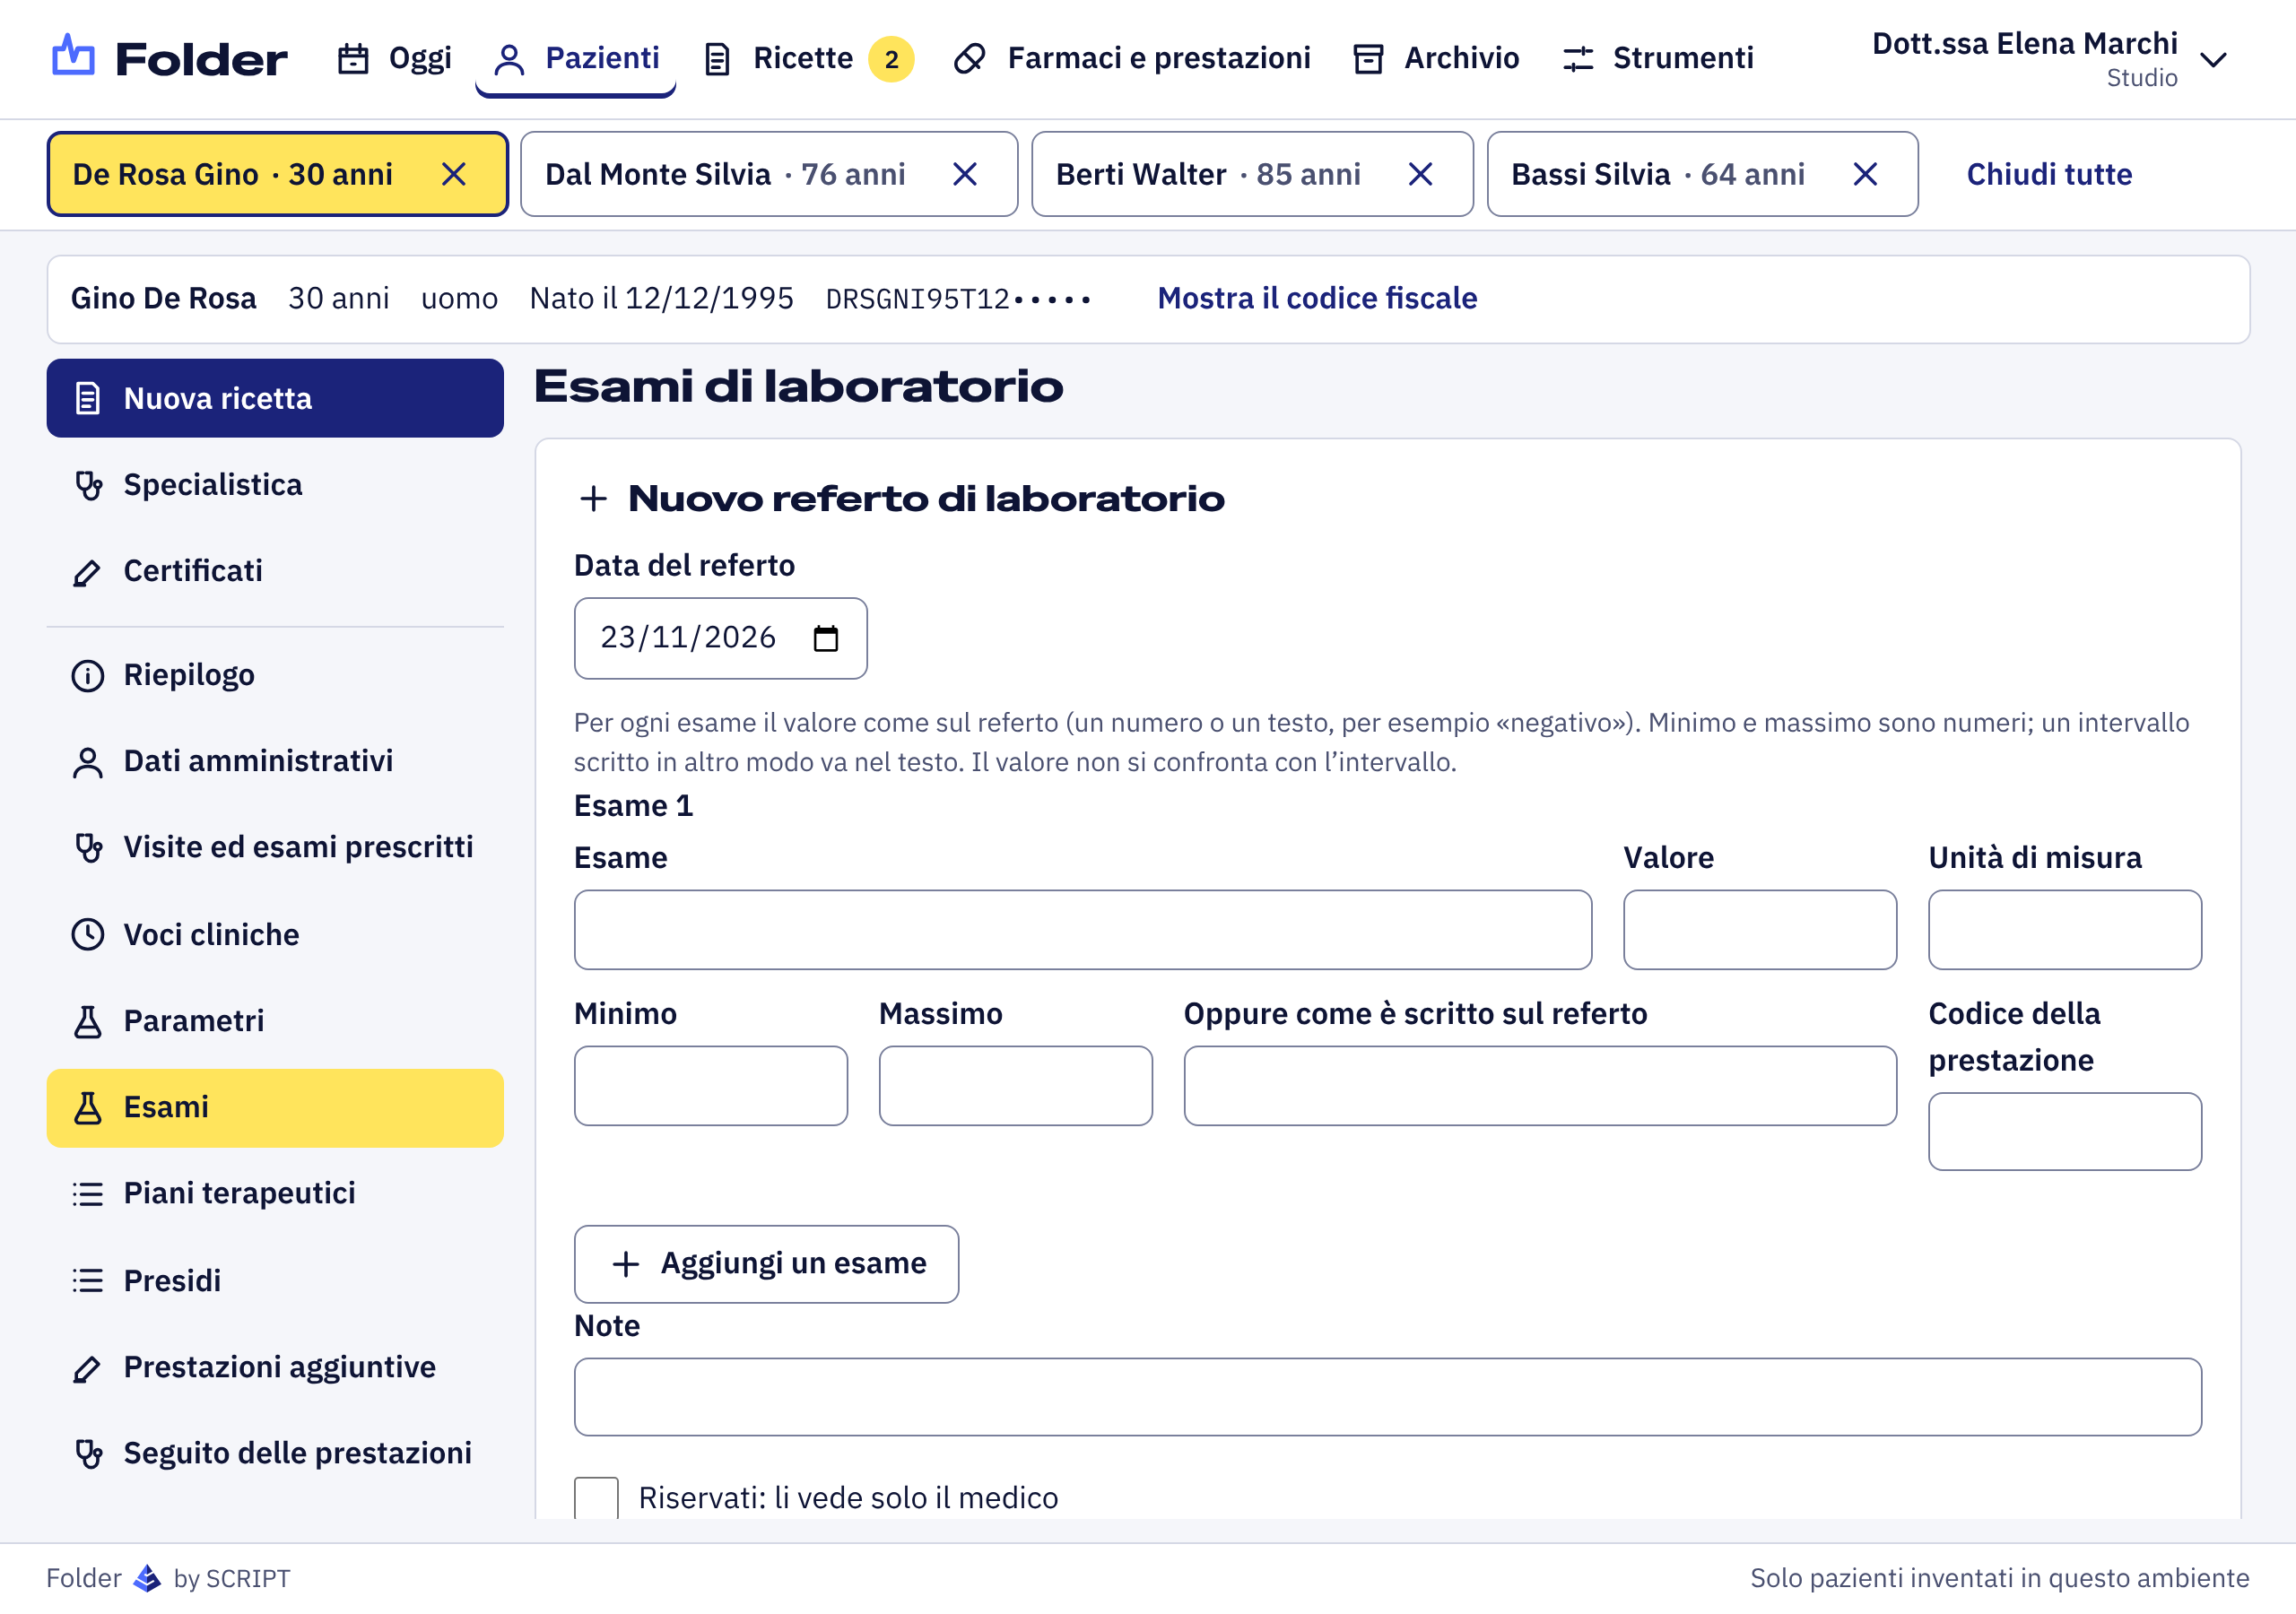 Folder
Oggi
Pazienti
Ricette 2
Farmaci e prestazioni
Archivio
Strumenti
Dott.ssa Elena Marchi
Studio
De Rosa Gino · 30 anni
Dal Monte Silvia · 76 anni
Berti Walter · 85 anni
Bassi Silvia · 64 anni
Chiudi tutte
Gino De Rosa 30 anni uomo Nato il 12/12/1995 DRSGNI95T12••••• Mostra il codice fiscale
Nuova ricetta
Specialistica
Certificati
Riepilogo
Dati amministrativi
Visite ed esami prescritti
Voci cliniche
Parametri
Esami
Piani terapeutici
Presidi
Prestazioni aggiuntive
Seguito delle prestazioni
Esami di laboratorio
Nuovo referto di laboratorio
Data del referto
23/11/2026
Per ogni esame il valore come sul referto (un numero o un testo, per esempio «negativo»). Minimo e massimo sono numeri; un intervallo
scritto in altro modo va nel testo. Il valore non si confronta con l’intervallo.
Esame 1
Esame
Valore
Unità di misura
Minimo
Massimo
Oppure come è scritto sul referto
Codice della
prestazione
Aggiungi un esame
Note
Riservati: li vede solo il medico
Folder by SCRIPT
Solo pazienti inventati in questo ambiente